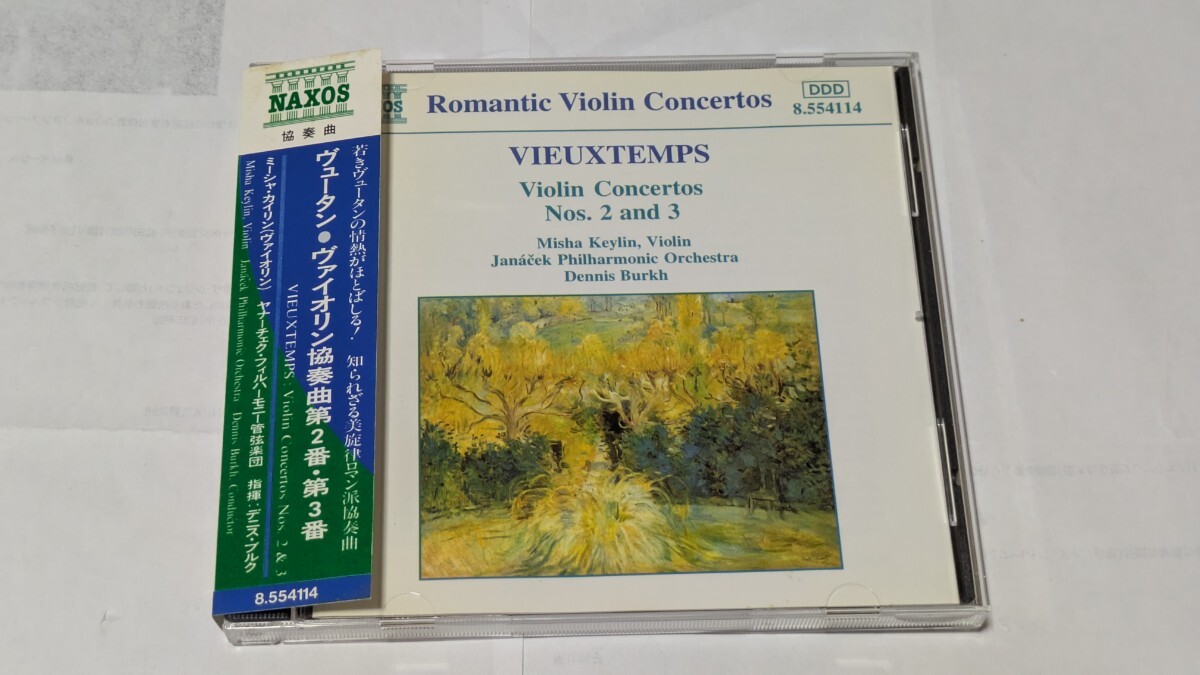 NAXOS
協奏曲
若きヴュータンの情熱がほとばしる! 知られざる美旋律ロマン派協奏曲
ヴュータン●ヴァイオリン協奏曲第2番・第3番
VIEUXTEMPS : Violin Concertos Nos. 2 & 3
ミーシャ・カイリン(ヴァイオリン) ヤナーチェク・フィルハーモニー管弦楽団 指揮:デニス・ブルク
Misha Keylin, Violin Janáček Philharmonic Orchestra Dennis Burkh, Conductor
8.554114
OS
Romantic Violin Concertos
DDD
8.554114
VIEUXTEMPS
Violin Concertos
Nos. 2 and 3
Misha Keylin, Violin
Janáček Philharmonic Orchestra
Dennis Burkh